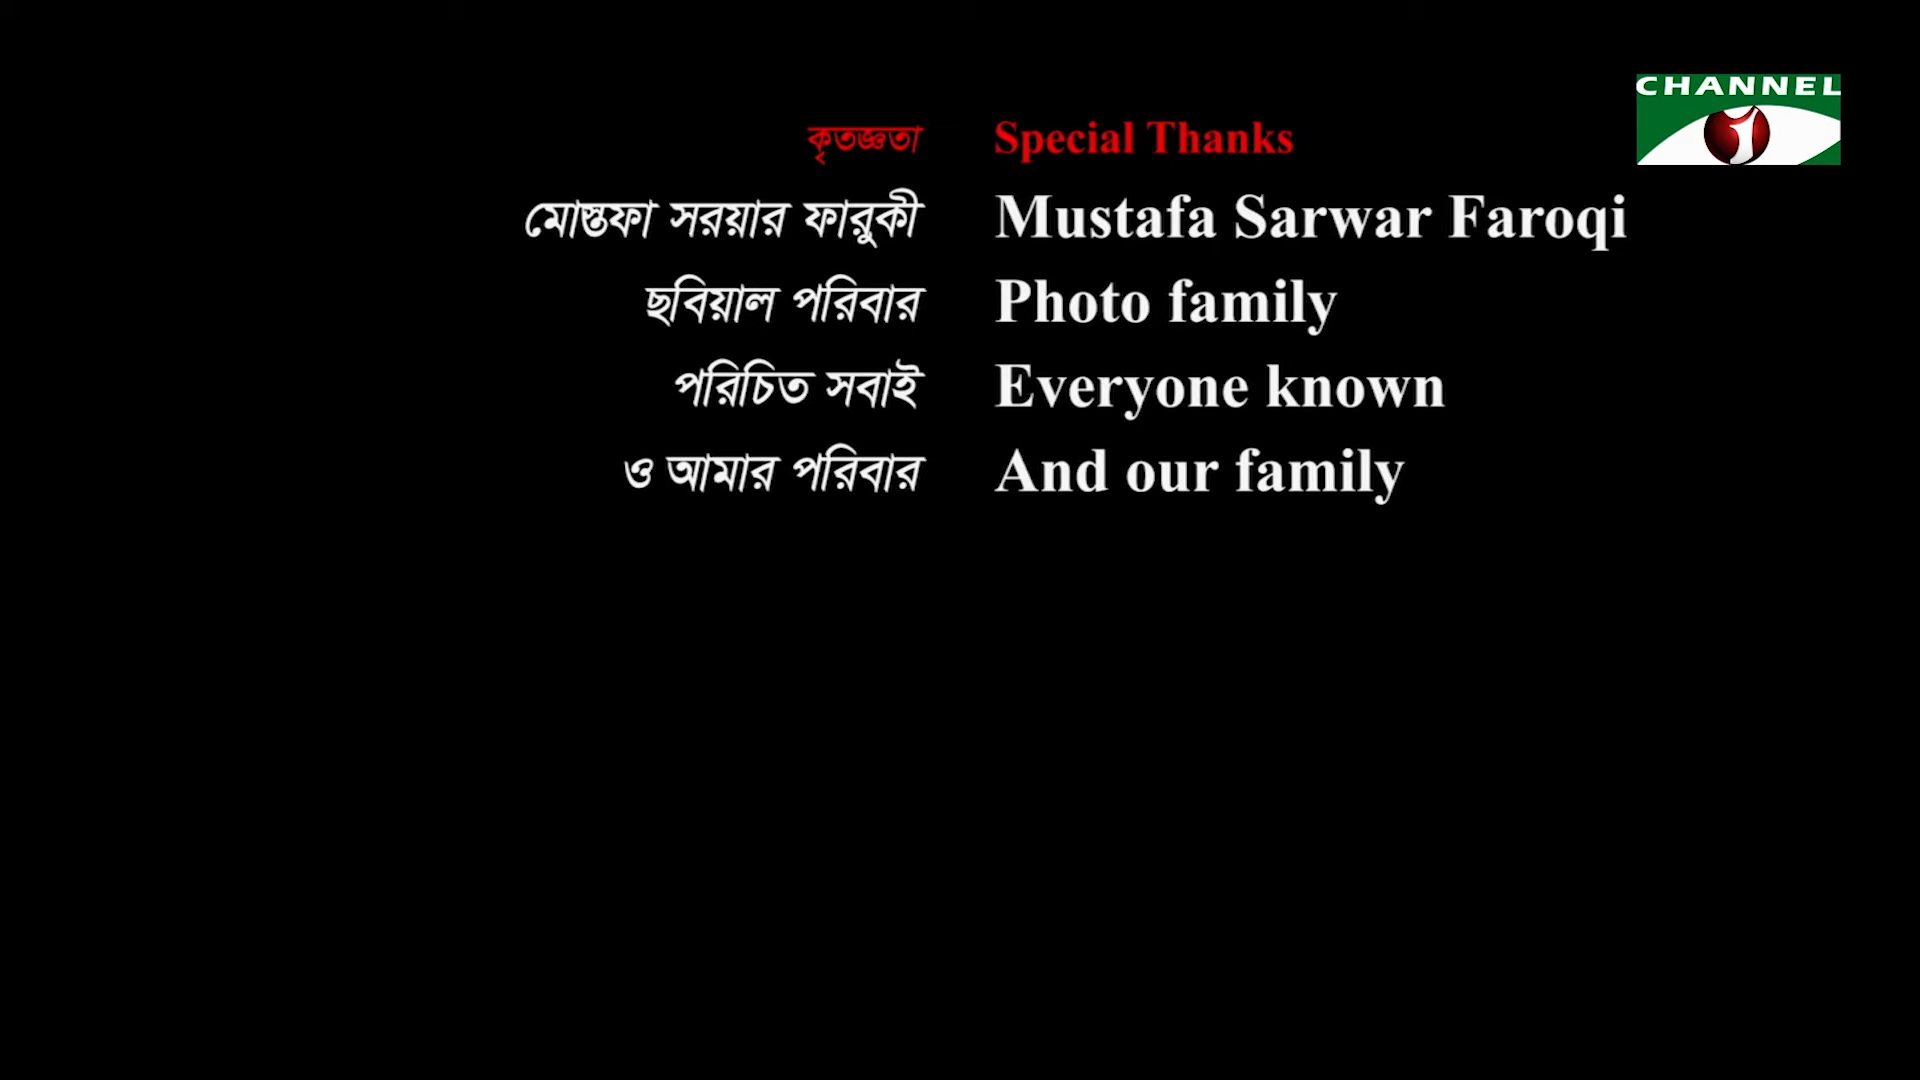 CHANNEL
i
কৃতজ্ঞতা Special Thanks
মোস্তফা সরয়ার ফারুকী Mustafa Sarwar Faroqi
ছবিয়াল পরিবার Photo family
পরিচিত সবাই Everyone known
ও আমার পরিবার And our family